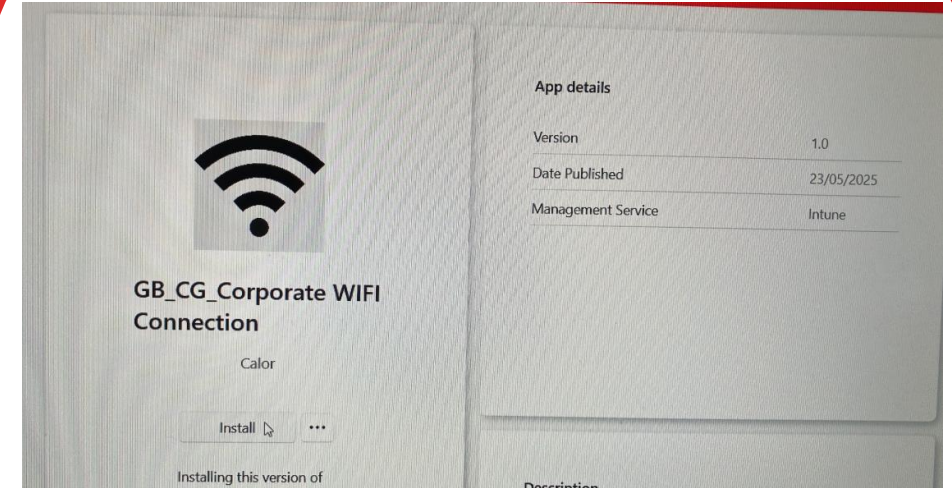 GB_CG_Corporate WIFI
Connection
Calor
Install
Installing this version of
App details
Version 1.0
Date Published 23/05/2025
Management Service Intune
Description